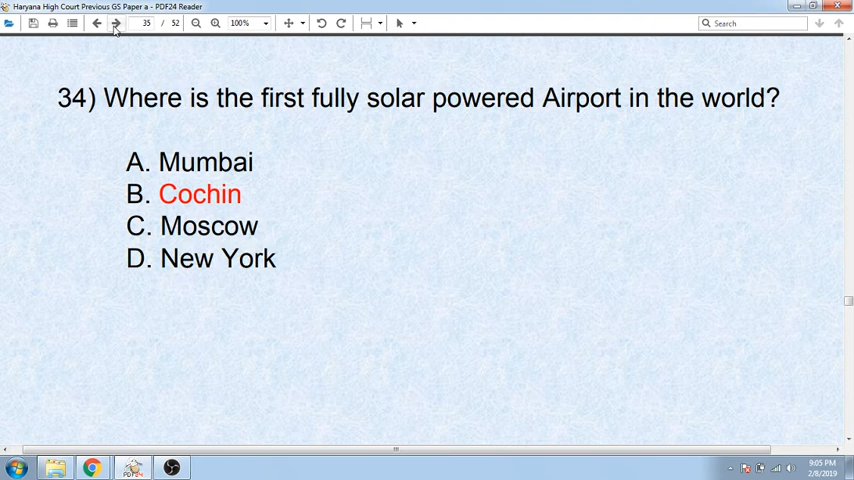 Haryana High Court Previous GS Paper a - PDF24 Reader
35 / 52
100%
Search
34) Where is the first fully solar powered Airport in the world?
A. Mumbai
B. Cochin
C. Moscow
D. New York
PDF24
9:05 PM
2/8/2019